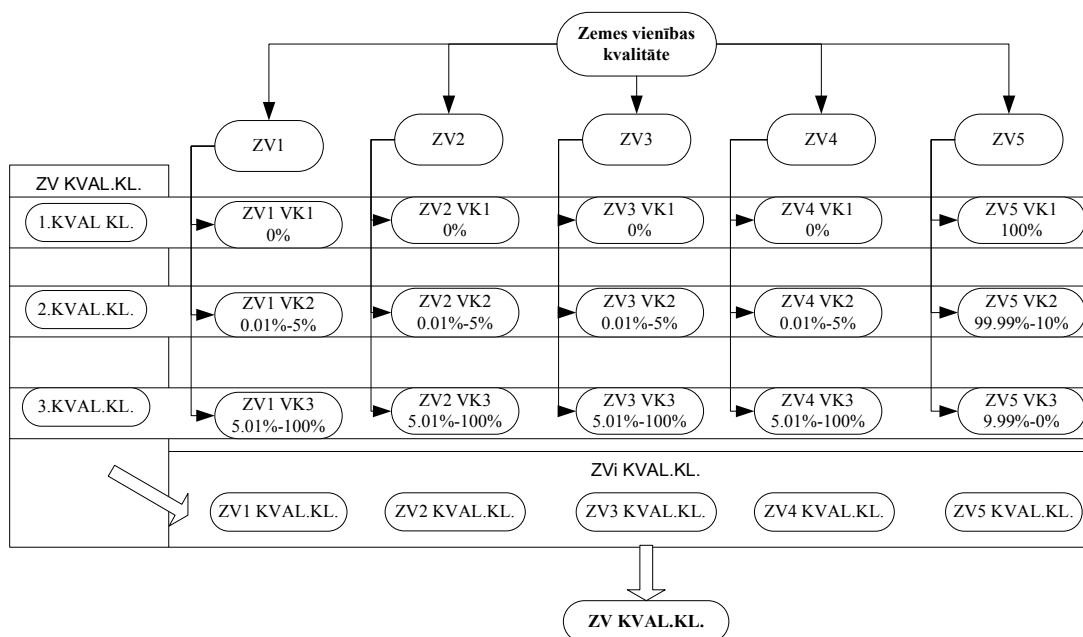 Zemes vienības
kvalitāte
ZV1
ZV2
ZV3
ZV4
ZV5
ZV KVAL.KL.
1.KVAL KL.
ZV1 VK1
0%
ZV2 VK1
0%
ZV3 VK1
0%
ZV4 VK1
0%
ZV5 VK1
100%
2.KVAL.KL.
ZV1 VK2
0.01%-5%
ZV2 VK2
0.01%-5%
ZV3 VK2
0.01%-5%
ZV4 VK2
0.01%-5%
ZV5 VK2
99.99%-10%
3.KVAL.KL.
ZV1 VK3
5.01%-100%
ZV2 VK3
5.01%-100%
ZV3 VK3
5.01%-100%
ZV4 VK3
5.01%-100%
ZV5 VK3
9.99%-0%
ZVi KVAL.KL.
ZV1 KVAL.KL.
ZV2 KVAL.KL.
ZV3 KVAL.KL.
ZV4 KVAL.KL.
ZV5 KVAL.KL.
ZV KVAL.KL.